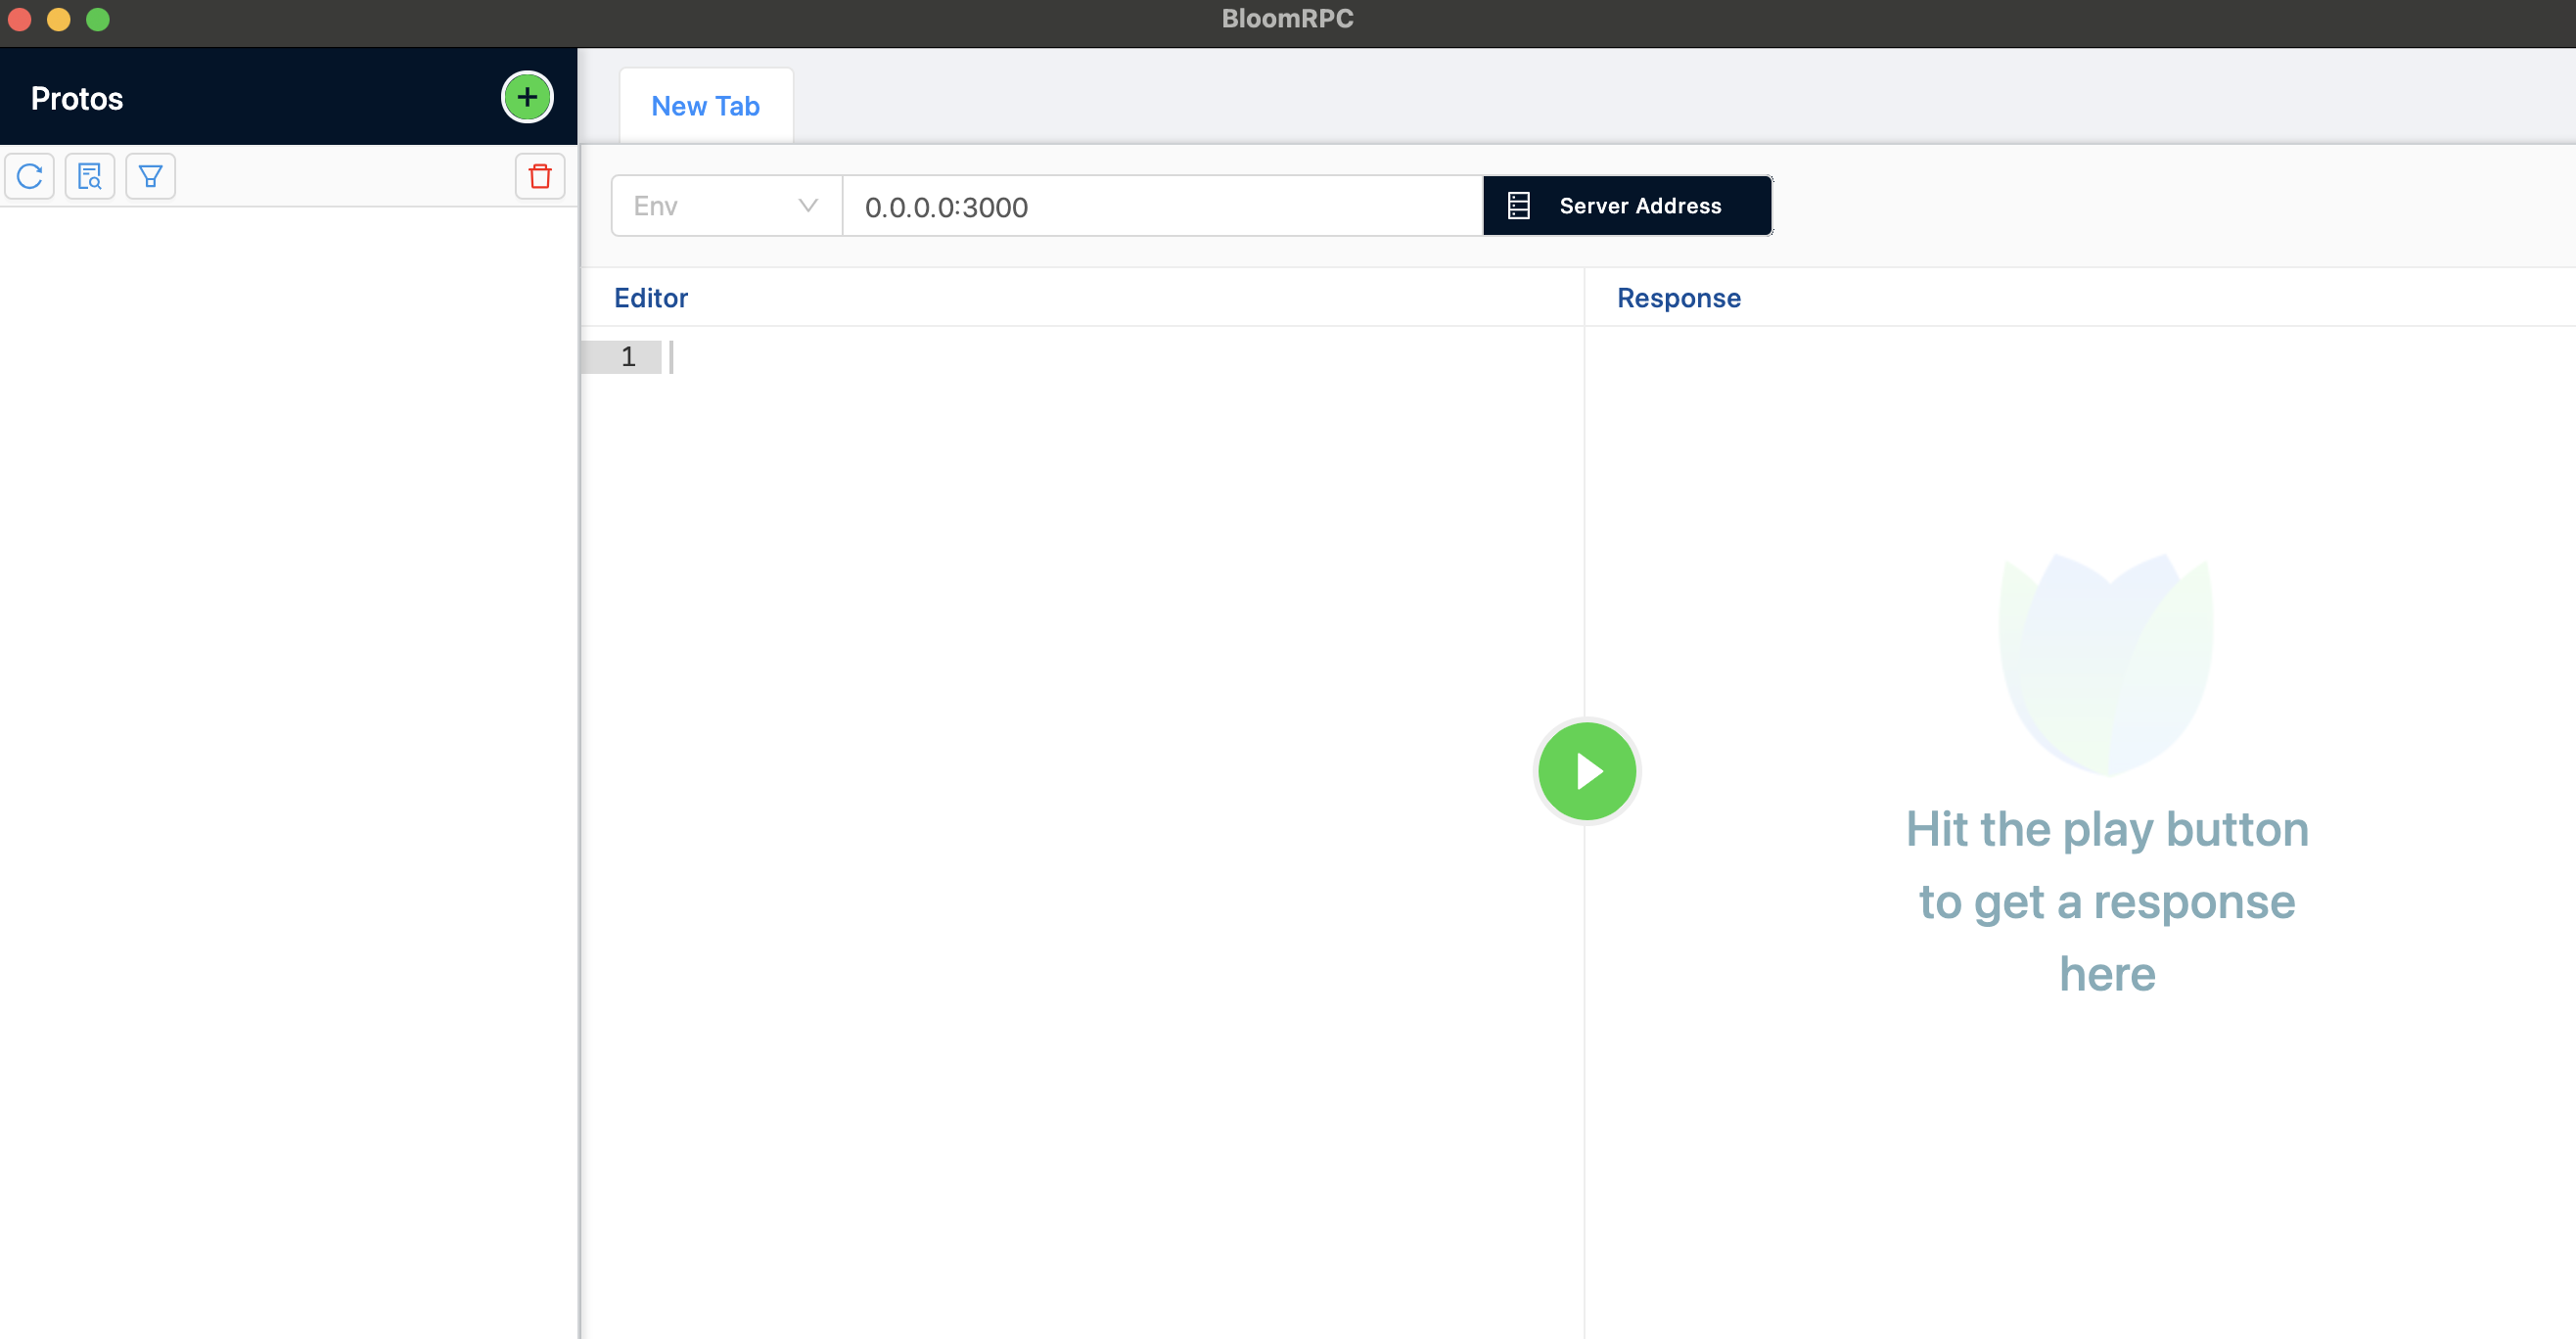 BloomRPC
Protos
New Tab
Env
0.0.0.0:3000
Server Address
Editor
Response
1
Hit the play button
to get a response
here